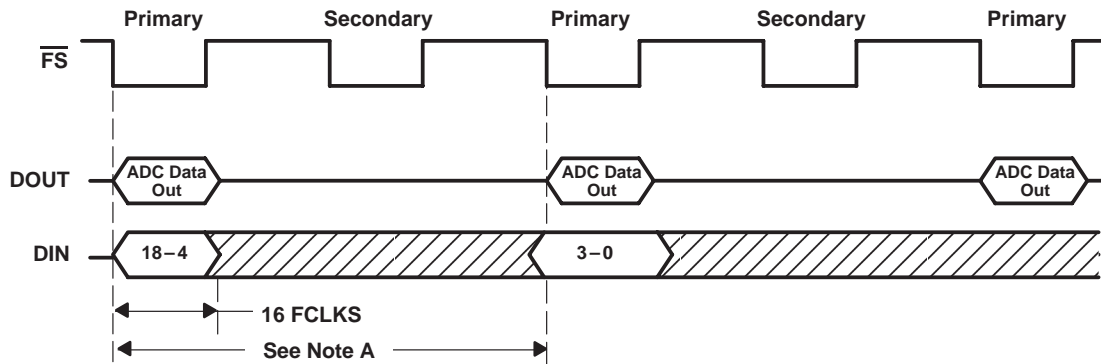 Primary Secondary Primary Secondary Primary
FS
DOUT
ADC Data
Out
ADC Data
Out
ADC Data
Out
DIN
18–4
3–0
16 FCLKS
See Note A